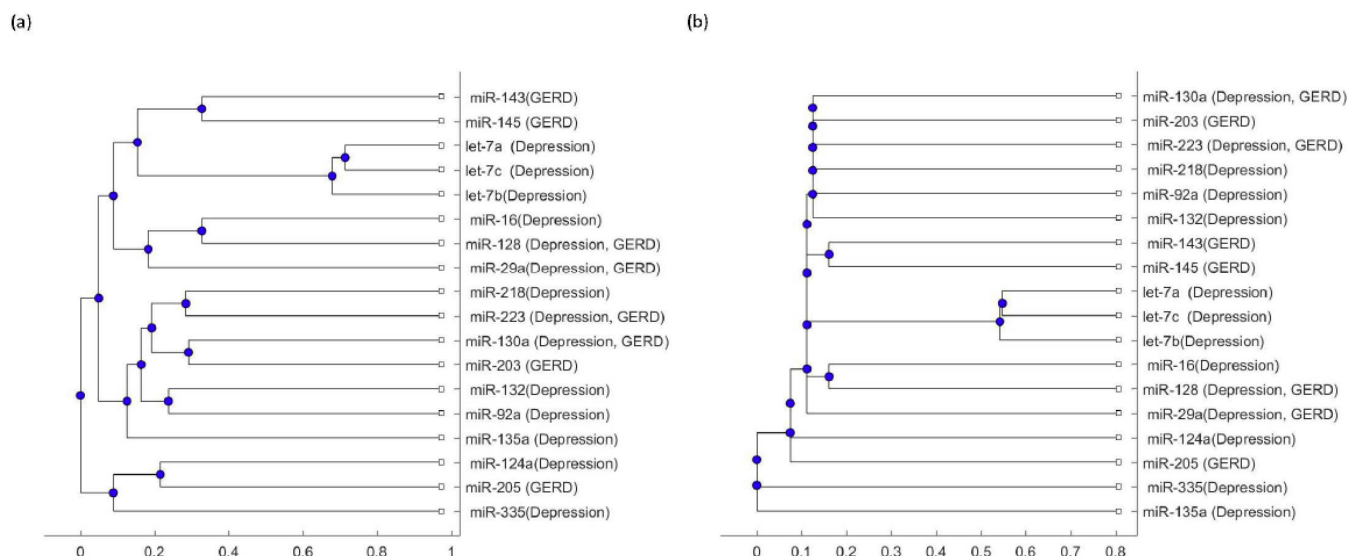 (a)
(b)
miR-143(GERD)
miR-145 (GERD)
let-7a (Depression)
let-7c (Depression)
let-7b(Depression)
miR-16(Depression)
miR-128 (Depression, GERD)
miR-29a(Depression, GERD)
miR-218(Depression)
miR-223 (Depression, GERD)
miR-130a (Depression, GERD)
miR-203 (GERD)
miR-132(Depression)
miR-92a (Depression)
miR-135a (Depression)
miR-124a(Depression)
miR-205 (GERD)
miR-335(Depression)
0 0.2 0.4 0.6 0.8 1
miR-130a (Depression, GERD)
miR-203 (GERD)
miR-223 (Depression, GERD)
miR-218(Depression)
miR-92a (Depression)
miR-132(Depression)
miR-143(GERD)
miR-145 (GERD)
let-7a (Depression)
let-7c (Depression)
let-7b(Depression)
miR-16(Depression)
miR-128 (Depression, GERD)
miR-29a(Depression, GERD)
miR-124a(Depression)
miR-205 (GERD)
miR-335(Depression)
miR-135a (Depression)
0 0.1 0.2 0.3 0.4 0.5 0.6 0.7 0.8